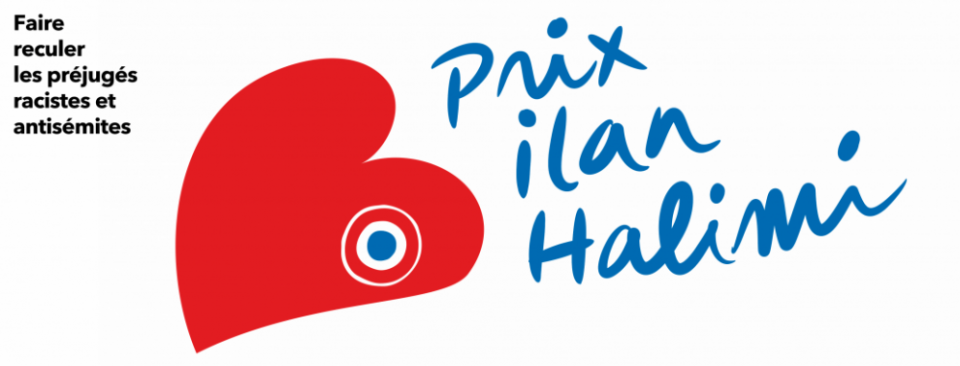 Faire
reculer
les préjugés
racistes et
antisémites
Prix
ilan
Halimi